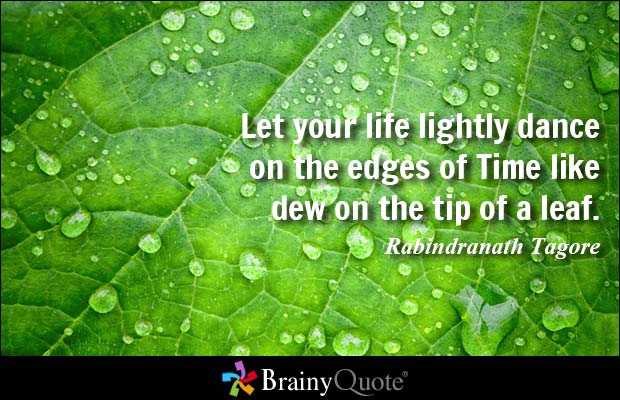 Let your life lightly dance
on the edges of Time like
dew on the tip of a leaf.
Rabindranath Tagore
BrainyQuote®